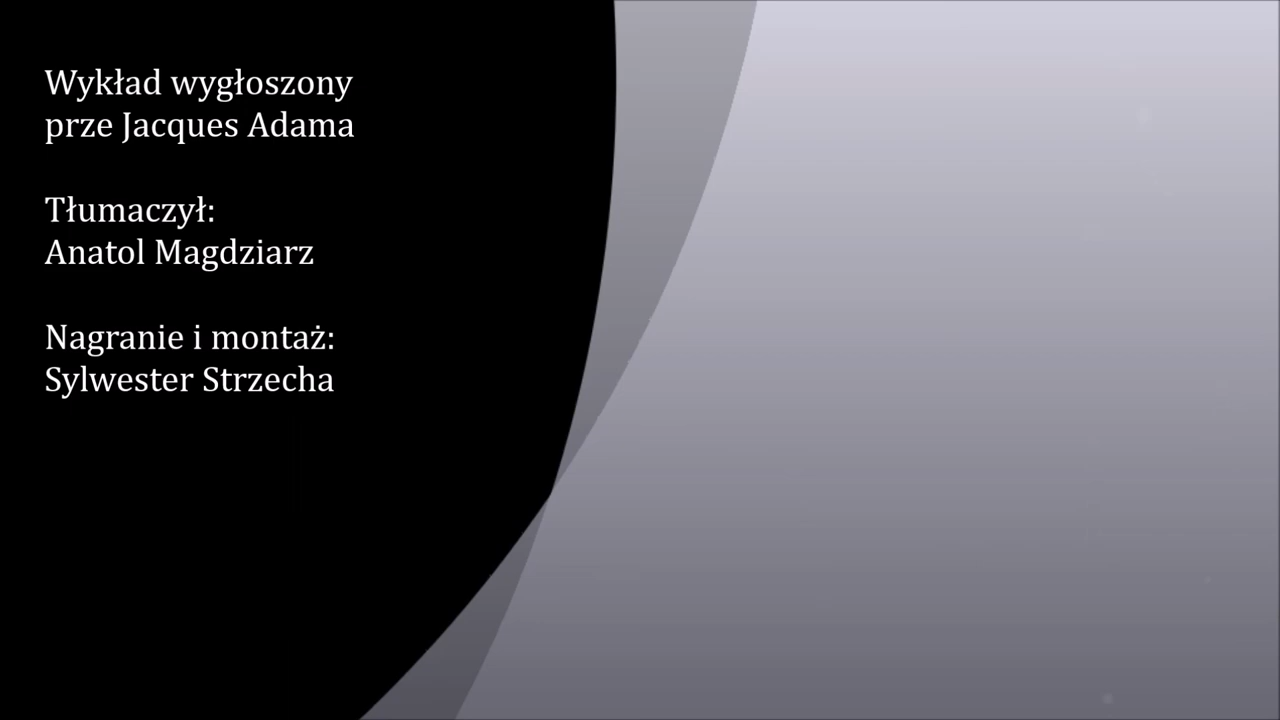 Wykład wygłoszony
prze Jacques Adama
Tłumaczył:
Anatol Magdziarz
Nagranie i montaż:
Sylwester Strzecha